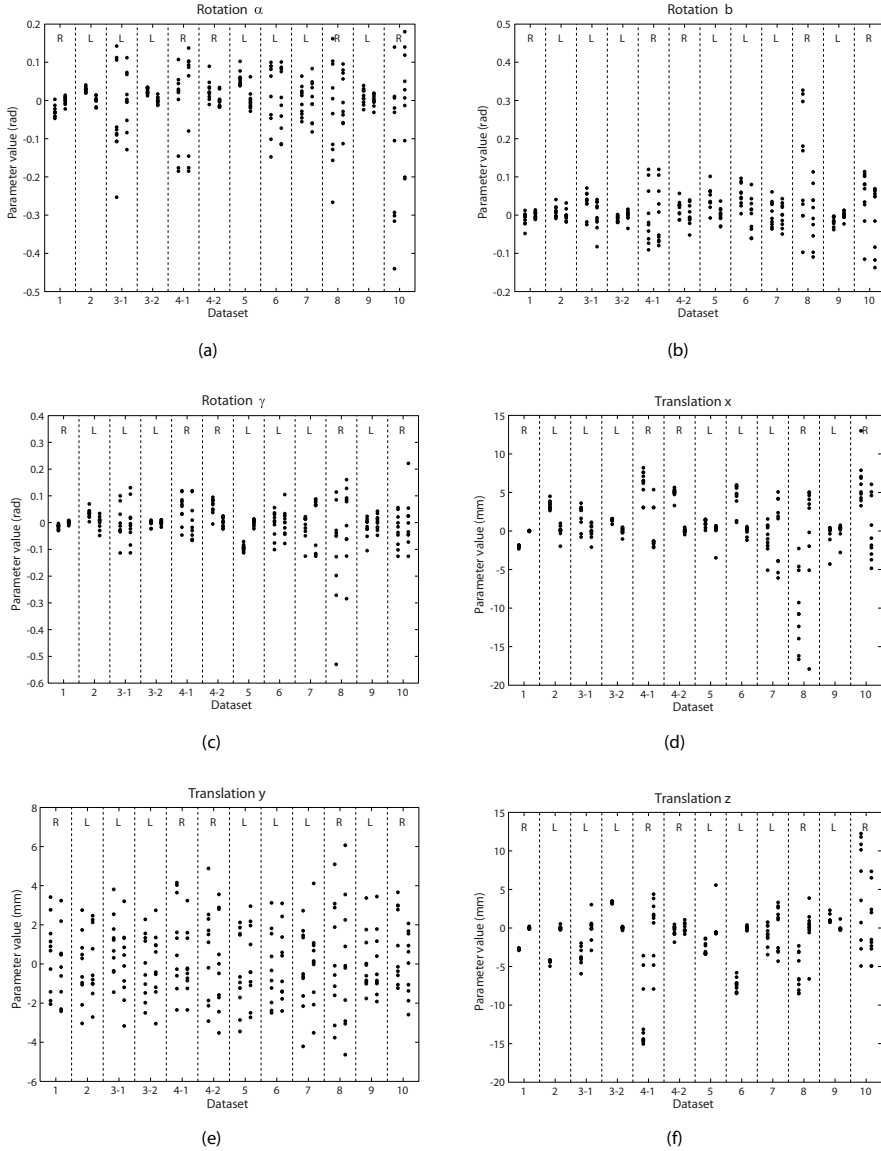 Rotation α
0.2
0.1
0
0.1
0.2
0.3
0.4
0.5
Parameter value (rad)
R L L L R R L L L R L R
1 2 3-1 3-2 4-1 4-2 5 6 7 8 9 10
Dataset
(a)
Rotation b
0.5
0.4
0.3
0.2
0.1
0
0.1
0.2
Parameter value (rad)
R L L L R R L L L R L R
1 2 3-1 3-2 4-1 4-2 5 6 7 8 9 10
Dataset
(b)
Rotation γ
0.4
0.3
0.2
0.1
0
-0.1
-0.2
-0.3
-0.4
-0.5
-0.6
Parameter value (rad)
R L L L R R L L L R L R
1 2 3-1 3-2 4-1 4-2 5 6 7 8 9 10
Dataset
(c)
Translation x
15
10
5
0
-5
-10
-15
-20
Parameter value (mm)
R L L L R R L L L R L R
1 2 3-1 3-2 4-1 4-2 5 6 7 8 9 10
Dataset
(d)
Translation y
8
6
4
2
0
-2
-4
-6
Parameter value (mm)
R L L L R R L L L R L R
1 2 3-1 3-2 4-1 4-2 5 6 7 8 9 10
Dataset
(e)
Translation z
15
10
5
0
-5
-10
-15
-20
Parameter value (mm)
R L L L R R L L L R L R
1 2 3-1 3-2 4-1 4-2 5 6 7 8 9 10
Dataset
(f)